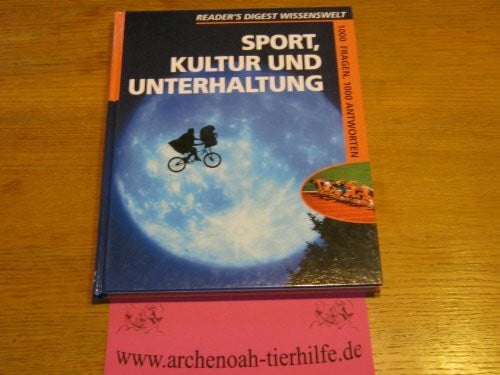 READER'S DIGEST WISSENSWELT
SPORT,
KULTUR UND
UNTERHALTUNG
1000 FRAGEN, 1000 ANTWORTEN
www.archenoah-tierhilfe.de